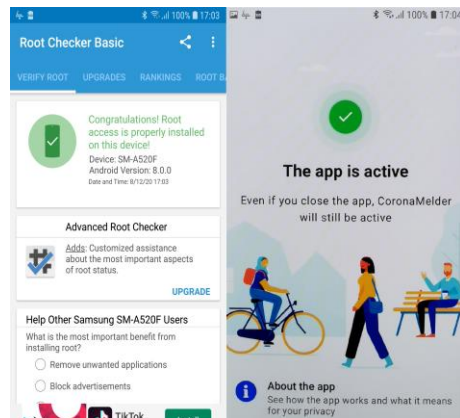 100% 17:03
Root Checker Basic
VERIFY ROOT UPGRADES RANKINGS ROOT B
Congratulations! Root
access is properly installed
on this device!
Device: SM-A520F
Android Version: 8.0.0
Date and Time: 8/12/20 17:03
Advanced Root Checker
Adds: Customized assistance
about the most important aspects
of root status.
UPGRADE
Help Other Samsung SM-A520F Users
What is the most important benefit from
installing root?
Remove unwanted applications
Block advertisements
TikTok
100% 17:04
The app is active
Even if you close the app, CoronaMelder
will still be active
About the app
See how the app works and what it means
for your privacy